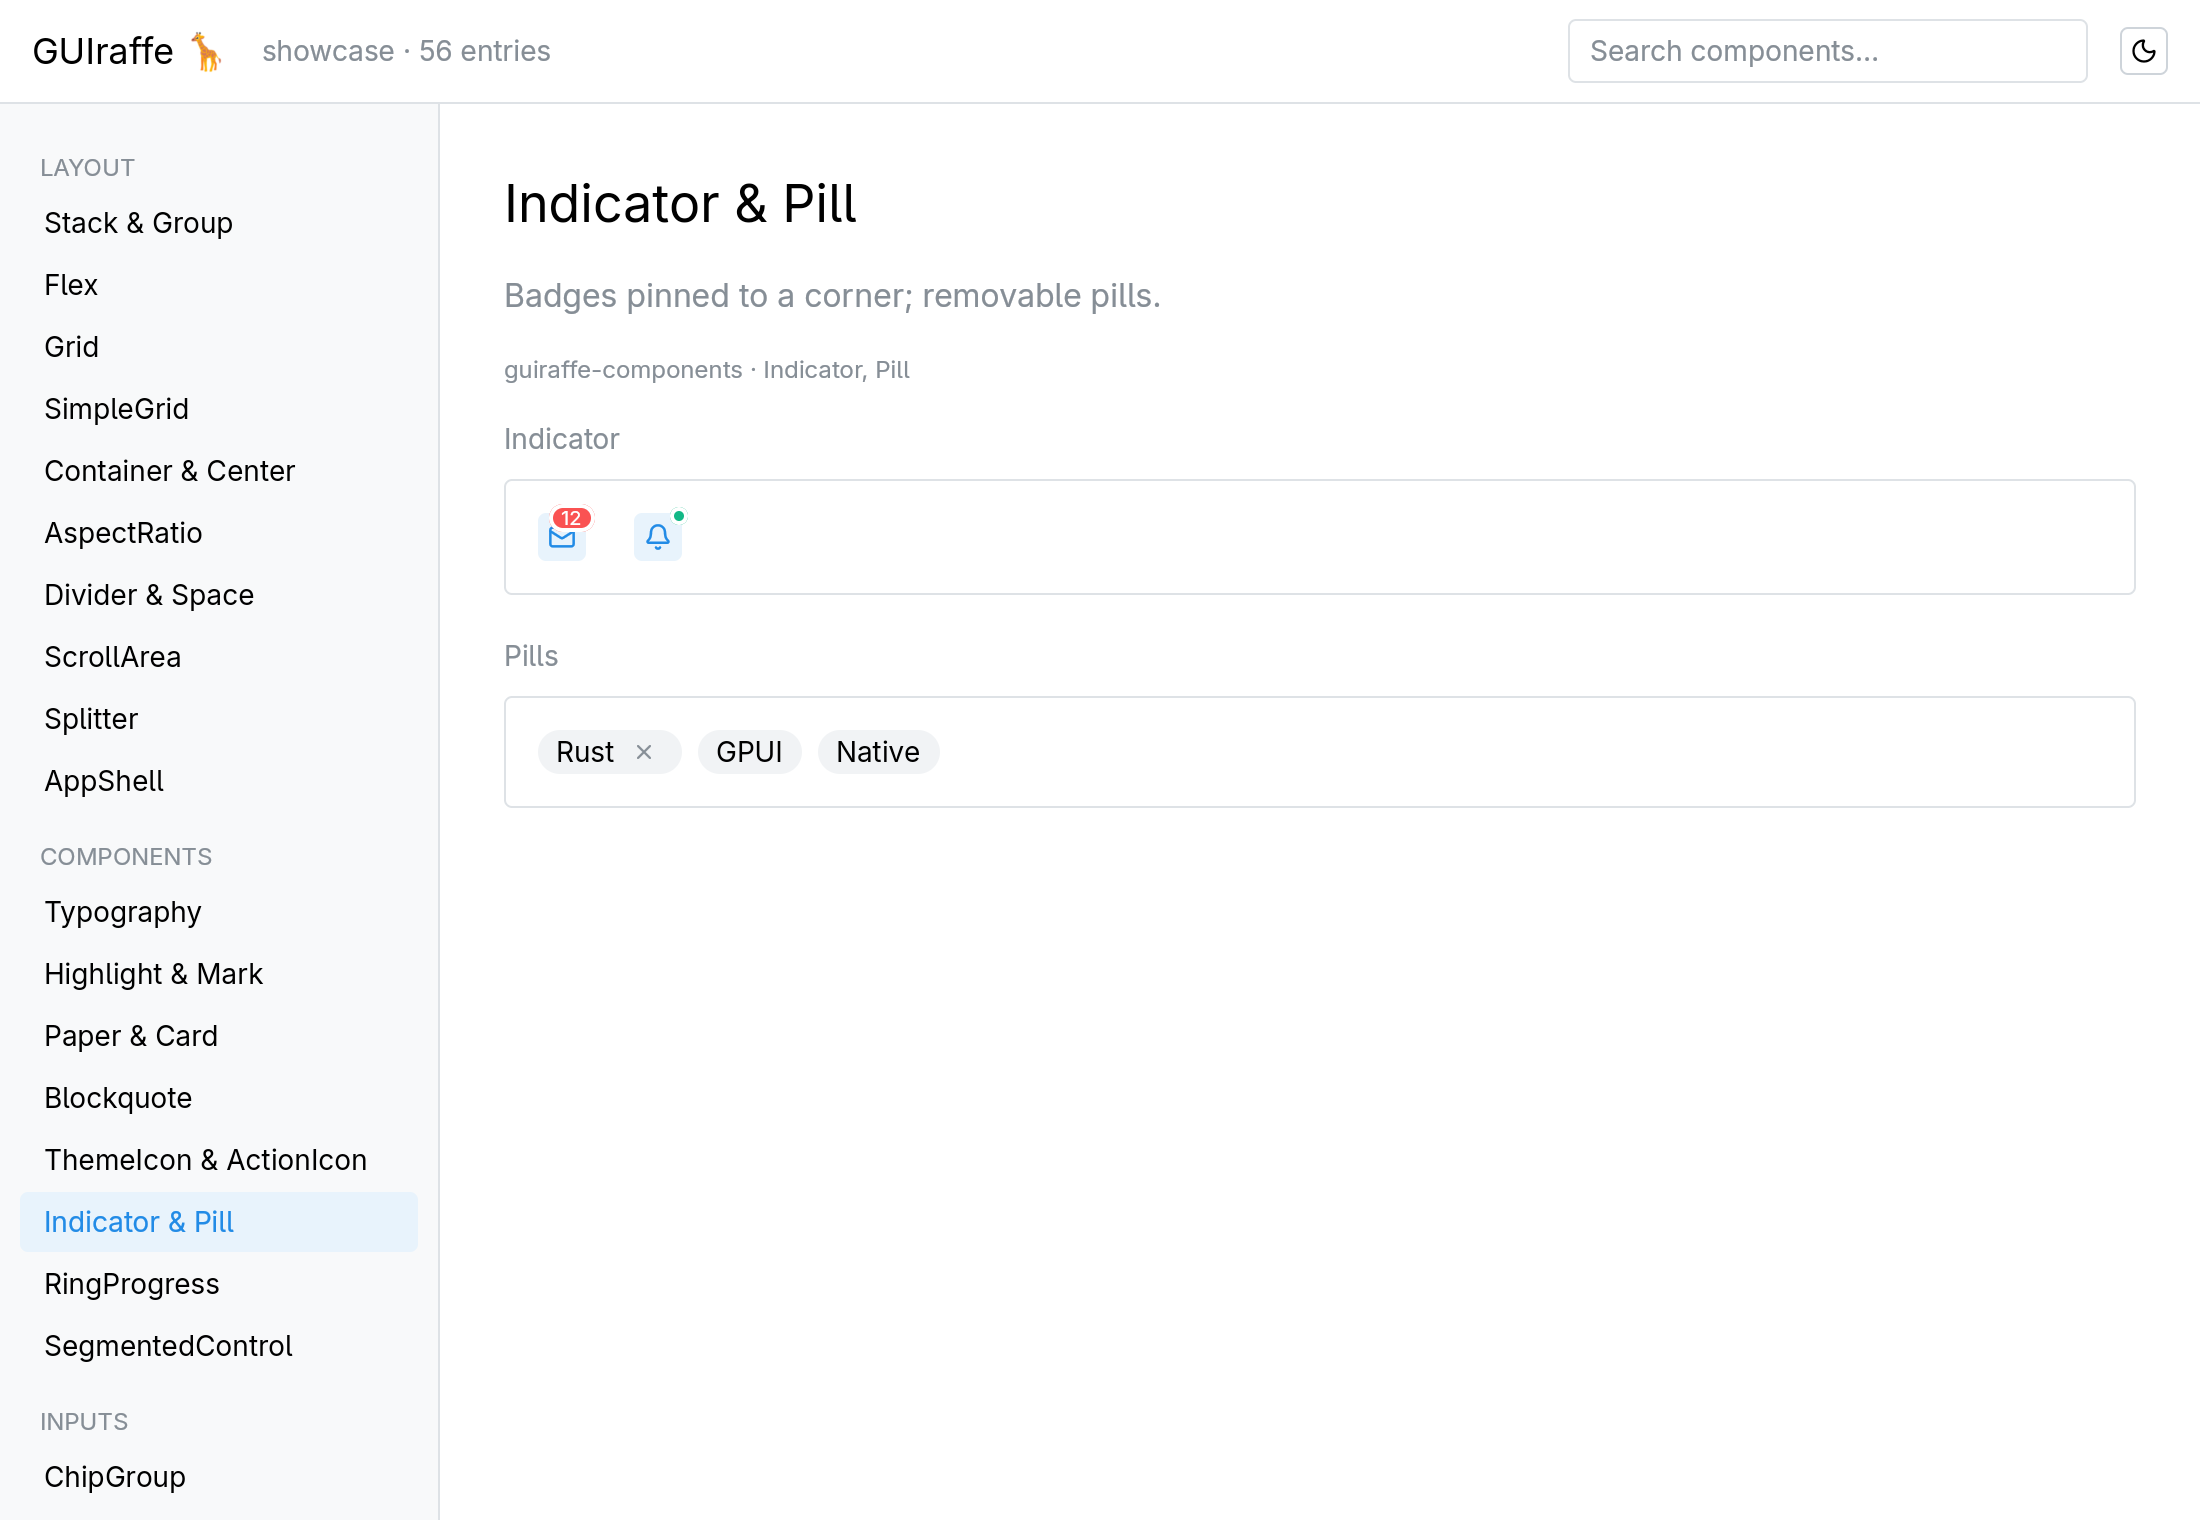 GUIraffe 🦒 showcase · 56 entries
Search components...
LAYOUT
Stack & Group
Flex
Grid
SimpleGrid
Container & Center
AspectRatio
Divider & Space
ScrollArea
Splitter
AppShell
COMPONENTS
Typography
Highlight & Mark
Paper & Card
Blockquote
ThemeIcon & ActionIcon
Indicator & Pill
RingProgress
SegmentedControl
INPUTS
ChipGroup
Indicator & Pill
Badges pinned to a corner; removable pills.
guiraffe-components · Indicator, Pill
Indicator
12
Pills
Rust × GPUI Native